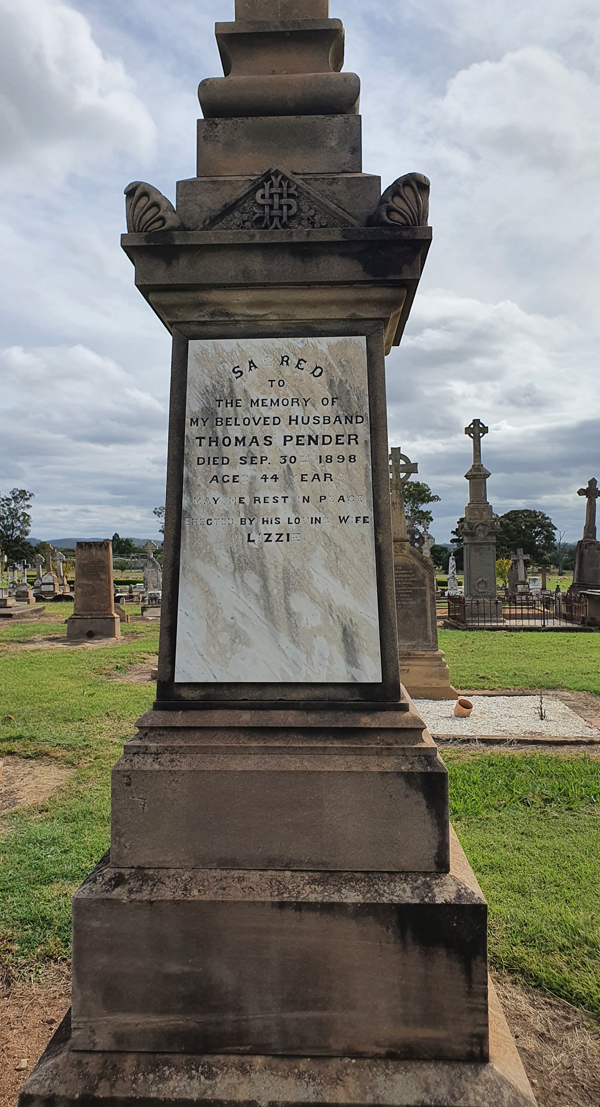 IHS
SACRED
TO
THE MEMORY OF
MY BELOVED HUSBAND
THOMAS PENDER
DIED SEP. 30TH 1898
AGED 44 YEARS
MAY HE REST IN PEACE
ERECTED BY HIS LOVING WIFE
LIZZIE